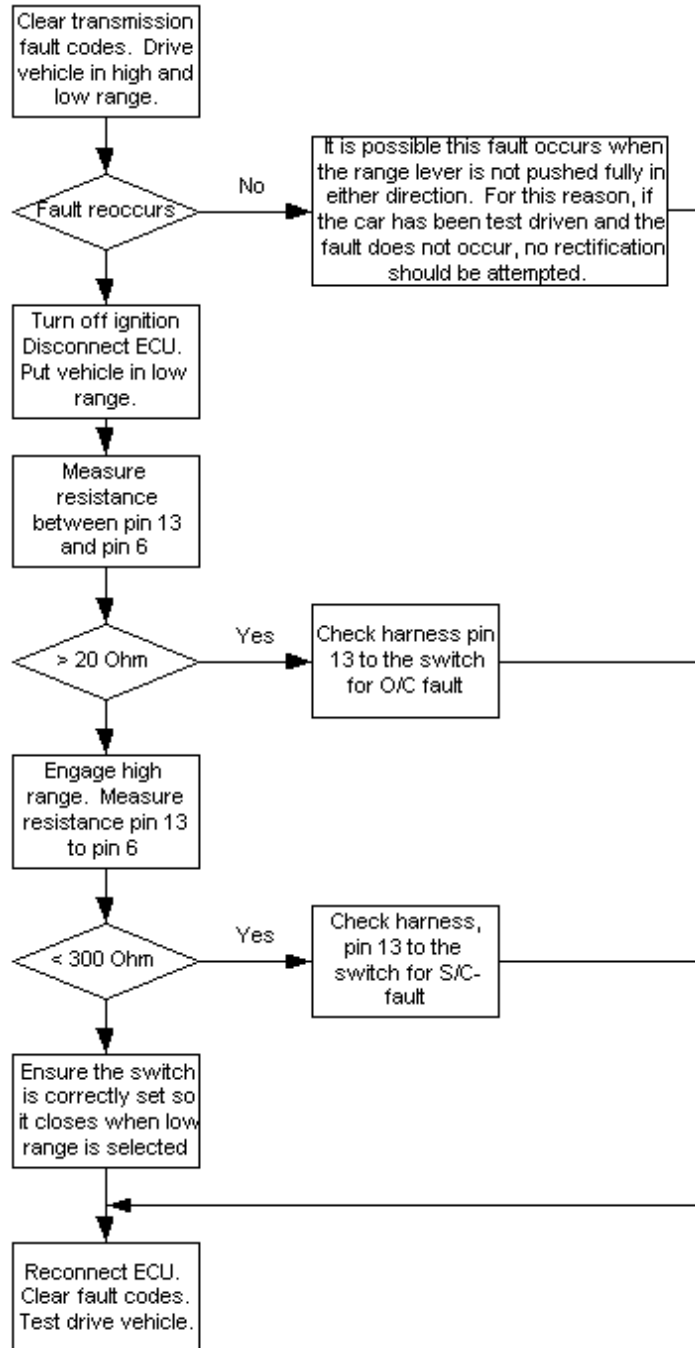 Clear transmission
fault codes. Drive
vehicle in high and
low range.
Fault reoccurs
No
It is possible this fault occurs when
the range lever is not pushed fully in
either direction. For this reason, if
the car has been test driven and the
fault does not occur, no rectification
should be attempted.
Turn off ignition
Disconnect ECU.
Put vehicle in low
range.
Measure
resistance
between pin 13
and pin 6
> 20 Ohm
Yes
Check harness pin
13 to the switch
for O/C fault
Engage high
range. Measure
resistance pin 13
to pin 6
< 300 Ohm
Yes
Check harness,
pin 13 to the
switch for S/C-
fault
Ensure the switch
is correctly set so
it closes when low
range is selected
Reconnect ECU.
Clear fault codes.
Test drive vehicle.